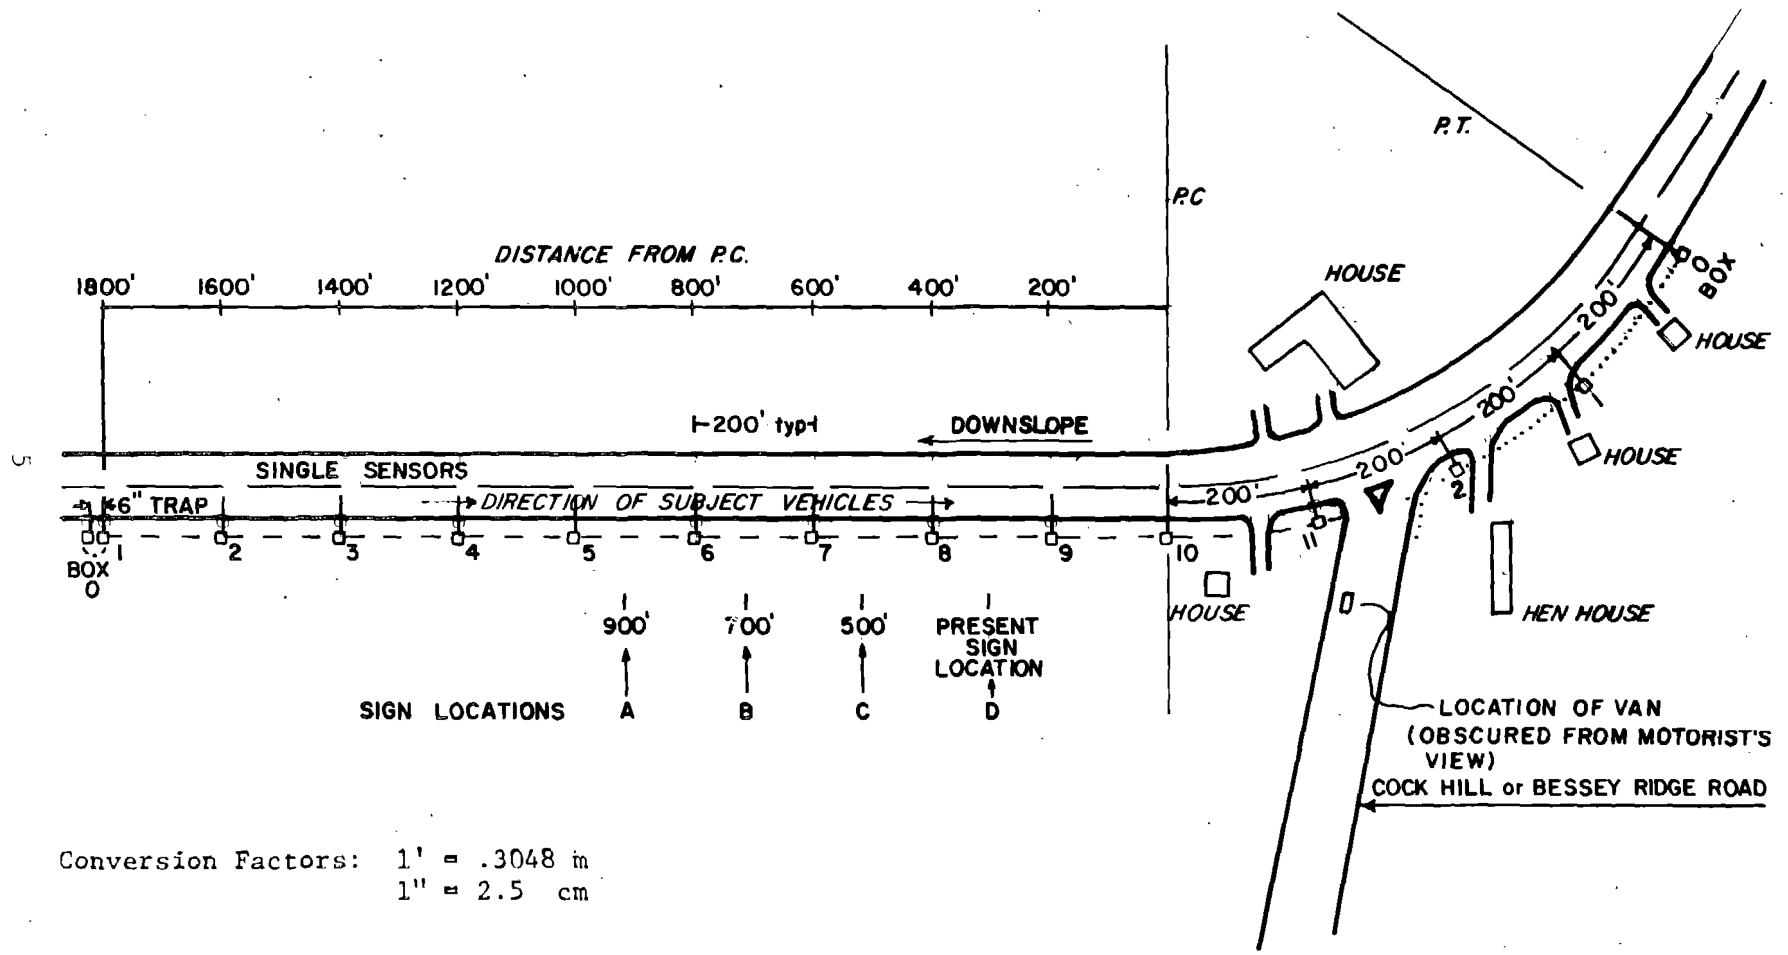 P.T.
P.C
DISTANCE FROM P.C.
1800' 1600' 1400' 1200' 1000' 800' 600' 400' 200'
HOUSE
200'
0
BOX
HOUSE
200'
HOUSE
200' typ
DOWNSLOPE
SINGLE SENSORS
200'
200'
6" TRAP
DIRECTION OF SUBJECT VEHICLES
1 2 3 4 5 6 7 8 9 10 11 2
BOX
0
5
HOUSE
HEN HOUSE
900' 700' 500' PRESENT
SIGN
LOCATION
SIGN LOCATIONS A B C D
LOCATION OF VAN
(OBSCURED FROM MOTORIST'S
VIEW)
COCK HILL or BESSEY RIDGE ROAD
Conversion Factors: 1' = .3048 m
1" = 2.5 cm